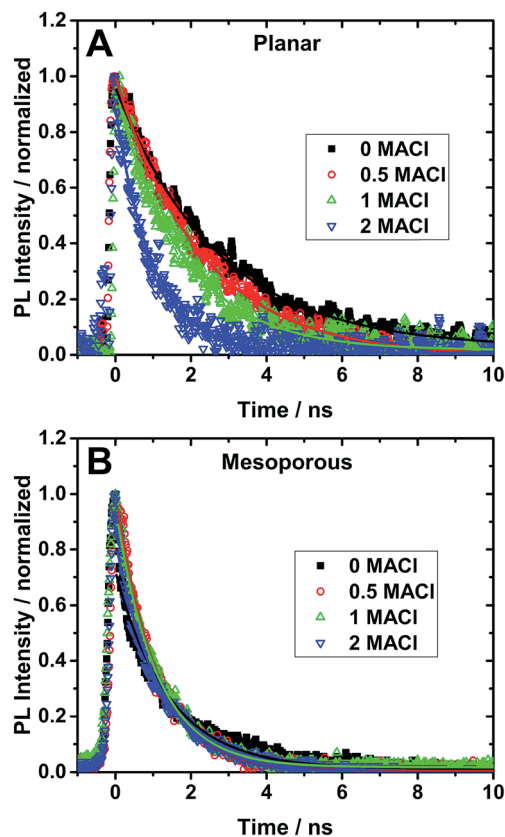 A
Planar
PL Intensity / normalized
1.2
1.0
0.8
0.6
0.4
0.2
0.0
0 MACl
0.5 MACl
1 MACl
2 MACl
0 2 4 6 8 10
Time / ns
B
Mesoporous
PL Intensity / normalized
1.2
1.0
0.8
0.6
0.4
0.2
0.0
0 MACl
0.5 MACl
1 MACl
2 MACl
0 2 4 6 8 10
Time / ns